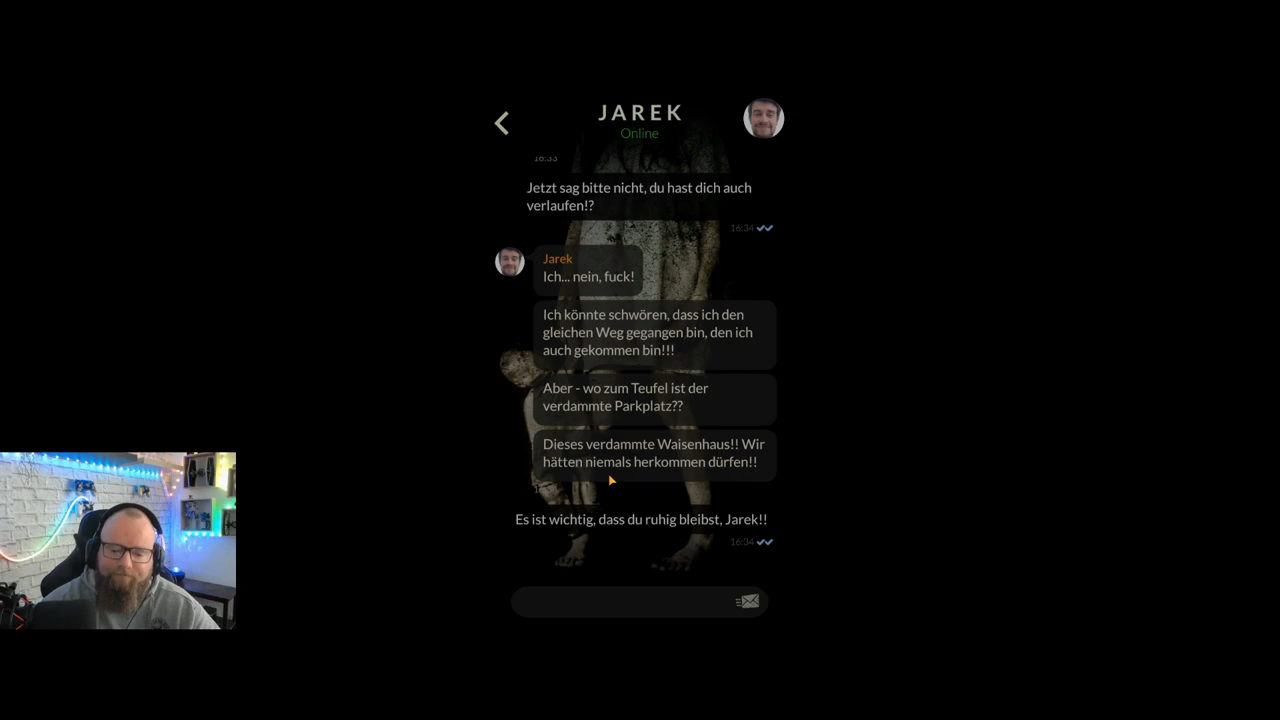 JAREK
Online
16:33
Jetzt sag bitte nicht, du hast dich auch
verlaufen!?
16:34
Jarek
Ich... nein, fuck!
Ich könnte schwören, dass ich den
gleichen Weg gegangen bin, den ich
auch gekommen bin!!!
Aber - wo zum Teufel ist der
verdammte Parkplatz??
Dieses verdammte Waisenhaus!! Wir
hätten niemals herkommen dürfen!!
Es ist wichtig, dass du ruhig bleibst, Jarek!!
16:34